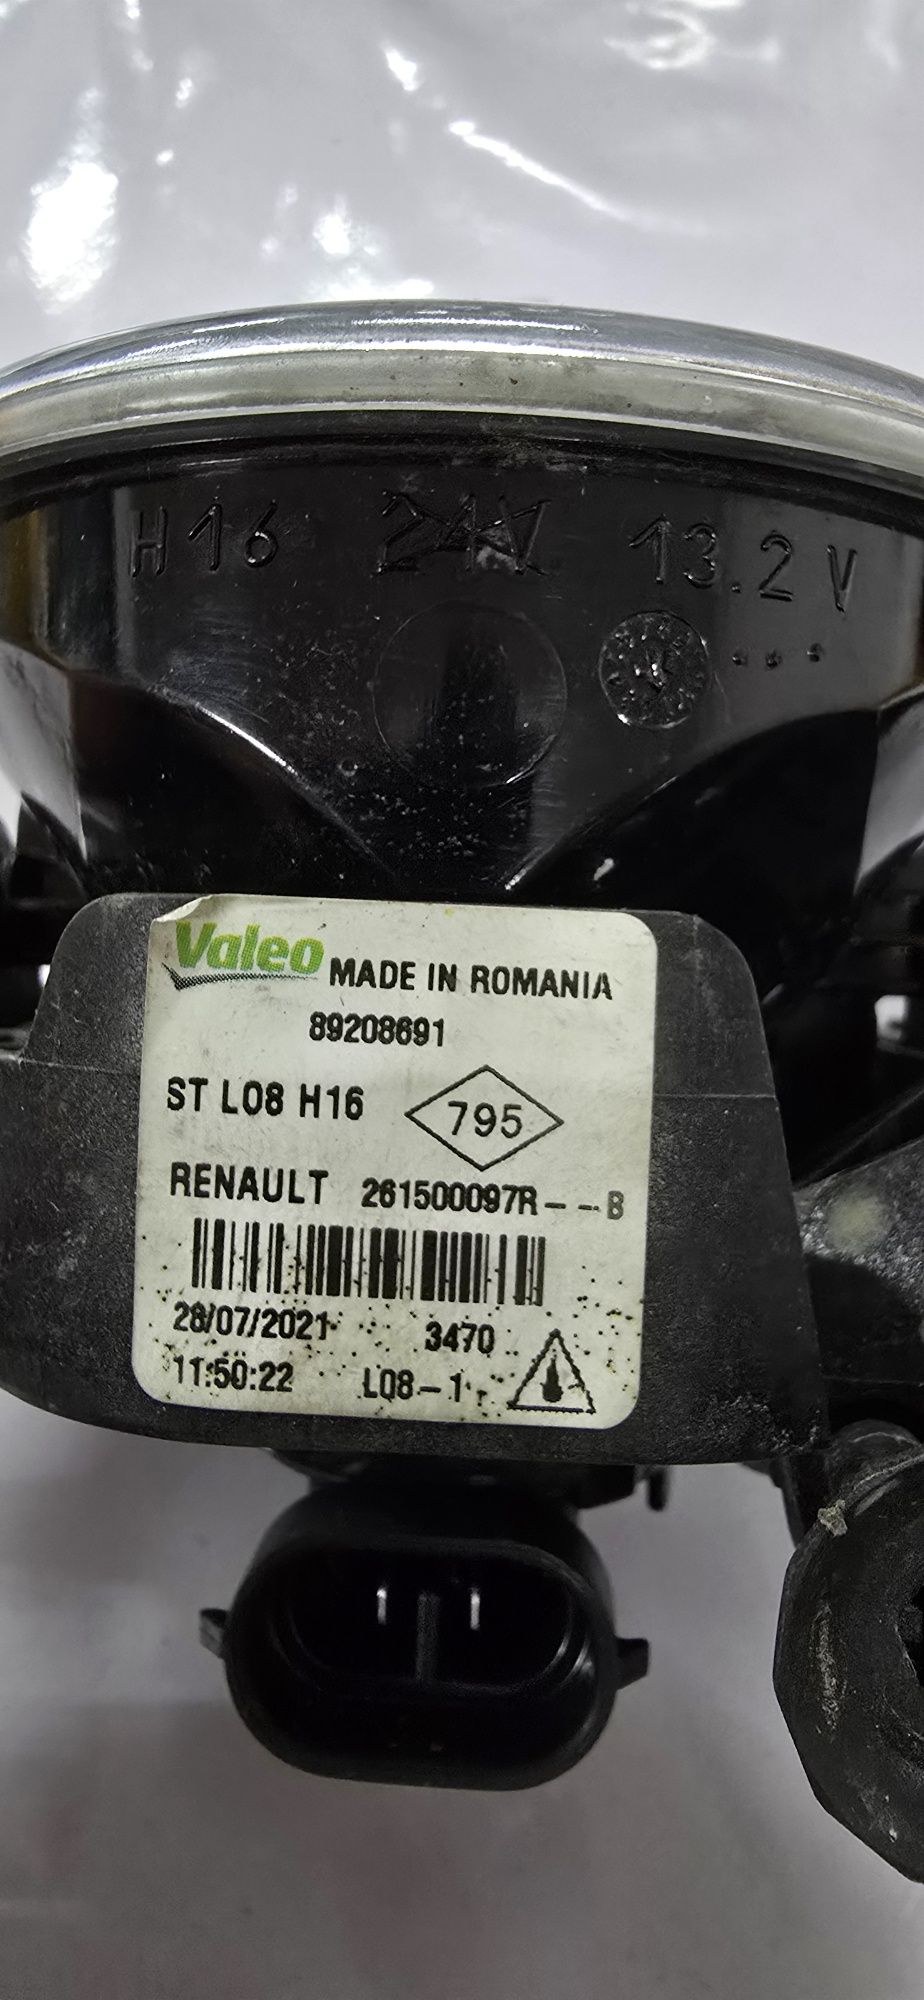 H16 24V 13.2 V
Valeo MADE IN ROMANIA
89208691
ST L08 H16 795
RENAULT 261500097R--B
28/07/2021 3470
11:50:22 L08-1